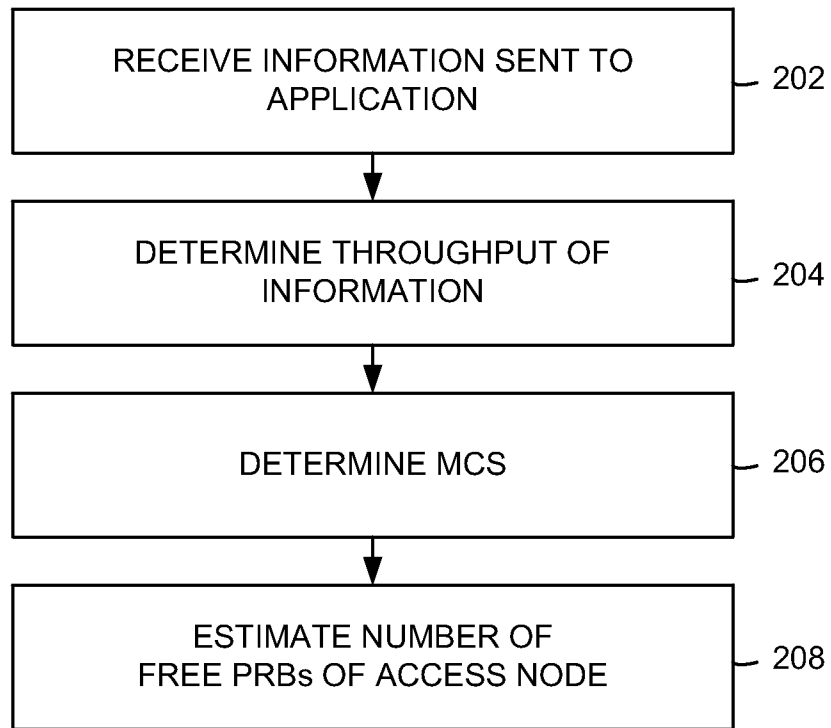 RECEIVE INFORMATION SENT TO
APPLICATION
202
DETERMINE THROUGHPUT OF
INFORMATION
204
DETERMINE MCS
206
ESTIMATE NUMBER OF
FREE PRBs OF ACCESS NODE
208